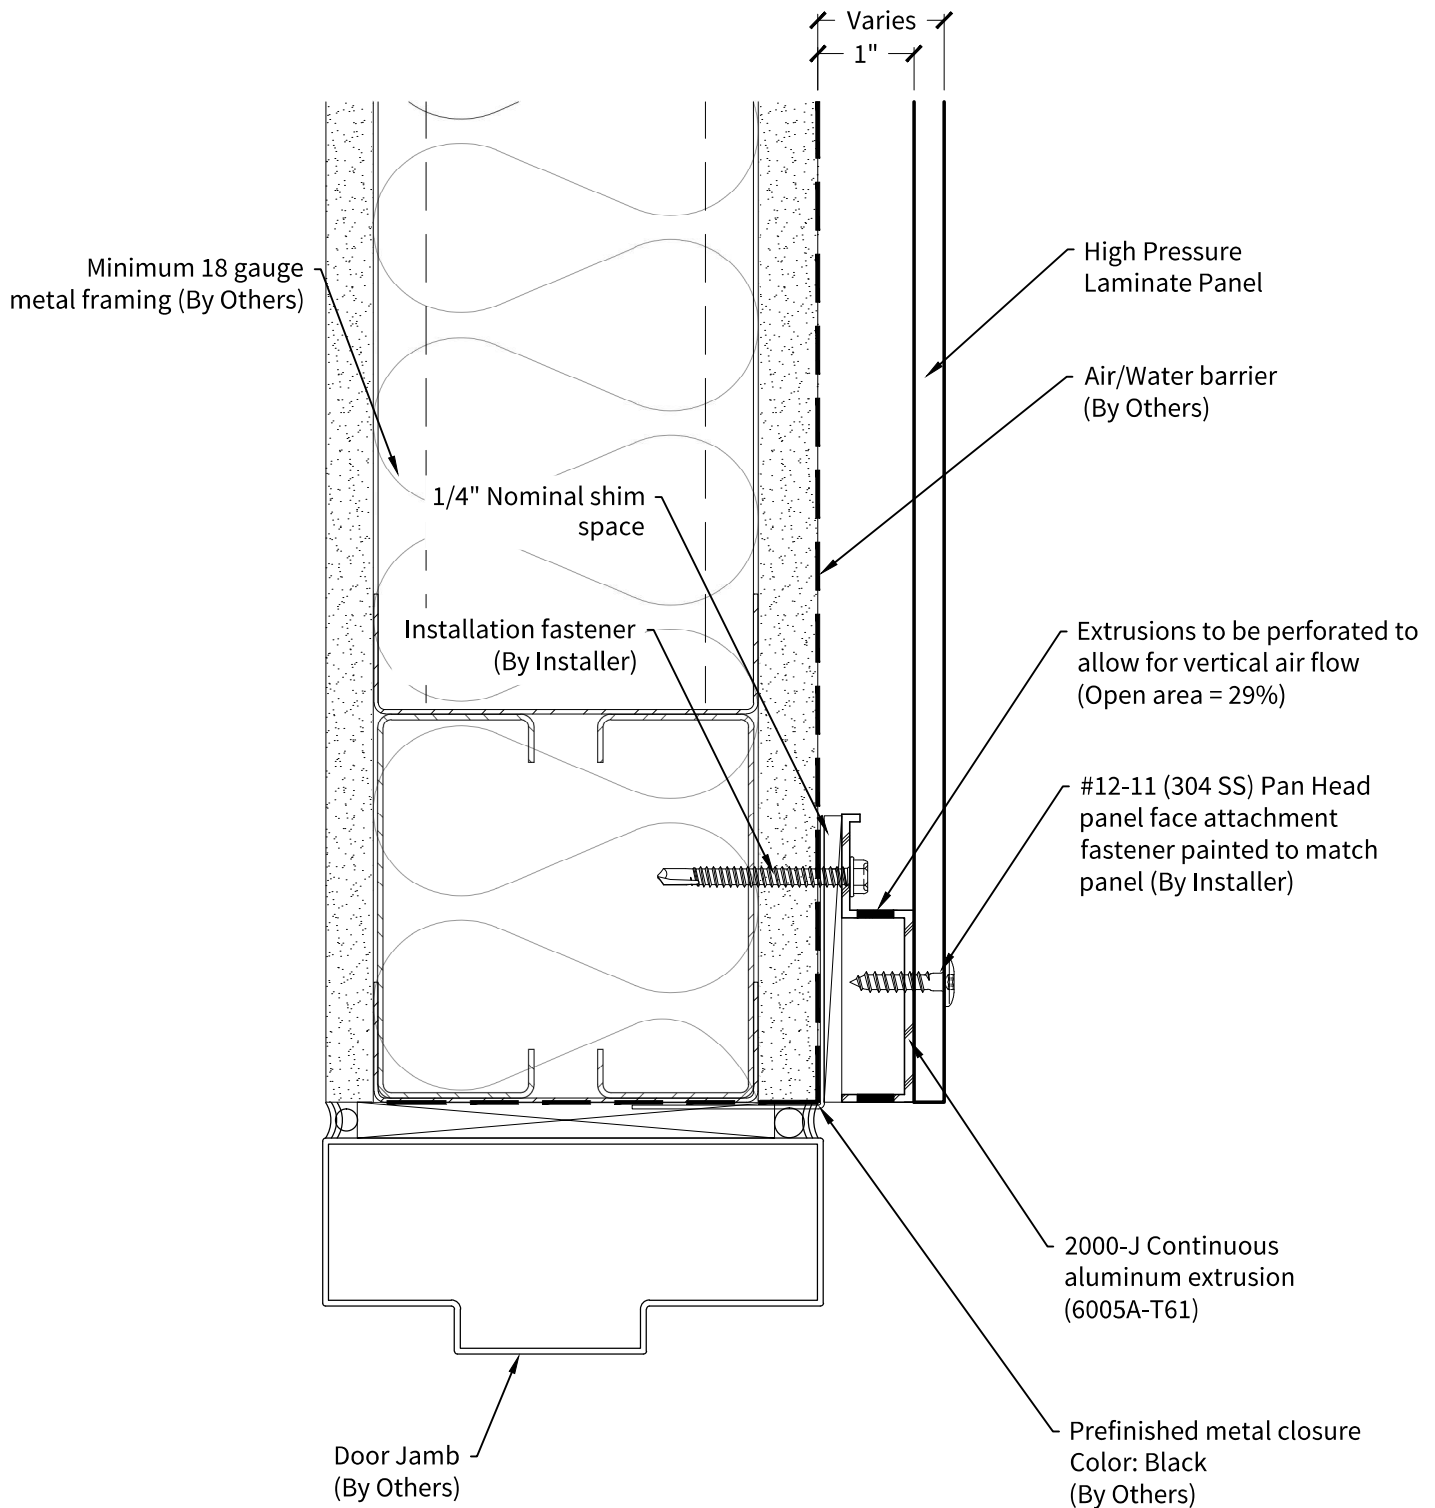 Varies
1"
Minimum 18 gauge
metal framing (By Others)
High Pressure
Laminate Panel
Air/Water barrier
(By Others)
1/4" Nominal shim
space
Installation fastener
(By Installer)
Extrusions to be perforated to
allow for vertical air flow
(Open area = 29%)
#12-11 (304 SS) Pan Head
panel face attachment
fastener painted to match
panel (By Installer)
2000-J Continuous
aluminum extrusion
(6005A-T61)
Door Jamb
(By Others)
Prefinished metal closure
Color: Black
(By Others)